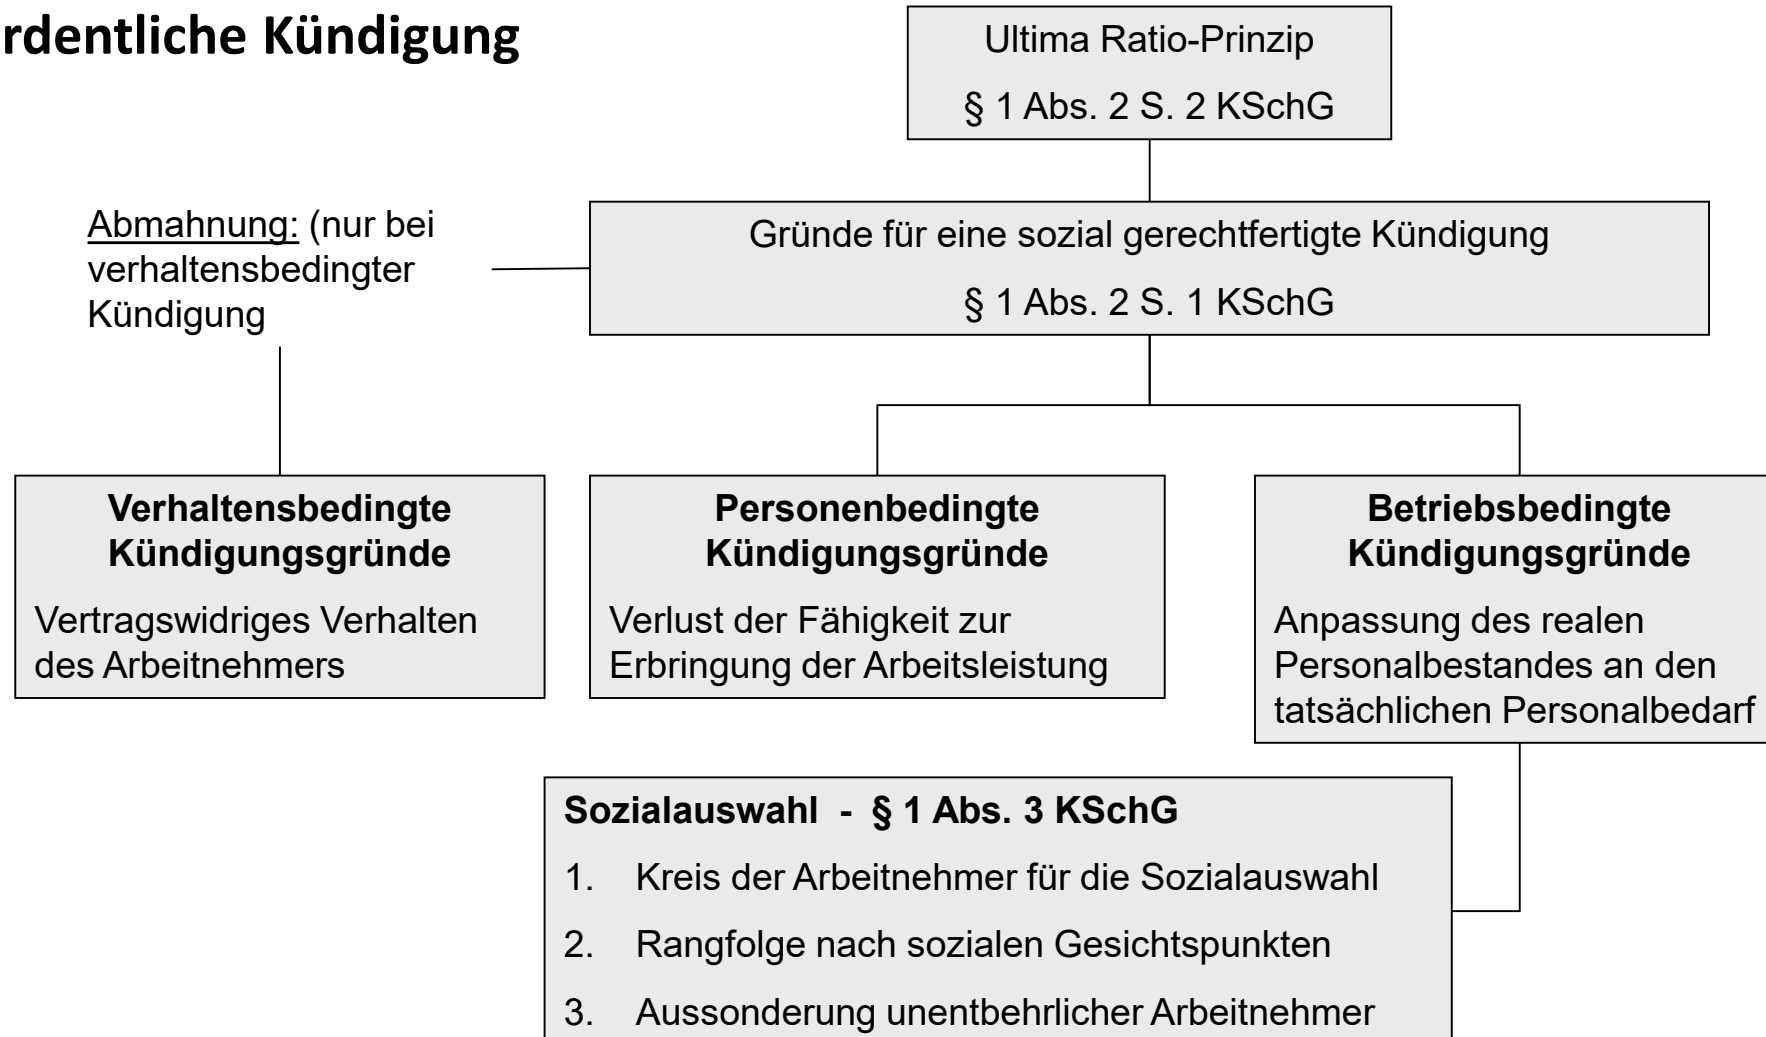 rdentliche Kündigung
Ultima Ratio-Prinzip
§ 1 Abs. 2 S. 2 KSchG
Abmahnung: (nur bei
verhaltensbedingter
Kündigung
Gründe für eine sozial gerechtfertigte Kündigung
§ 1 Abs. 2 S. 1 KSchG
Verhaltensbedingte
Kündigungsgründe
Vertragswidriges Verhalten
des Arbeitnehmers
Personenbedingte
Kündigungsgründe
Verlust der Fähigkeit zur
Erbringung der Arbeitsleistung
Betriebsbedingte
Kündigungsgründe
Anpassung des realen
Personalbestandes an den
tatsächlichen Personalbedarf
Sozialauswahl - § 1 Abs. 3 KSchG
1. Kreis der Arbeitnehmer für die Sozialauswahl
2. Rangfolge nach sozialen Gesichtspunkten
3. Aussonderung unentbehrlicher Arbeitnehmer